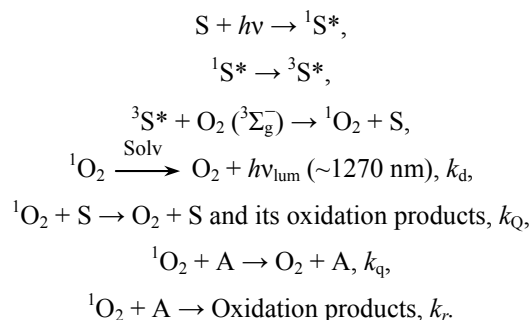 S + hν → ¹S*,
¹S* → ³S*,
³S* + O₂ (³Σg⁻) → ¹O₂ + S,
¹O₂ —Solv→ O₂ + hνlum (~1270 nm), kd,
¹O₂ + S → O₂ + S and its oxidation products, kQ,
¹O₂ + A → O₂ + A, kq,
¹O₂ + A → Oxidation products, kr.